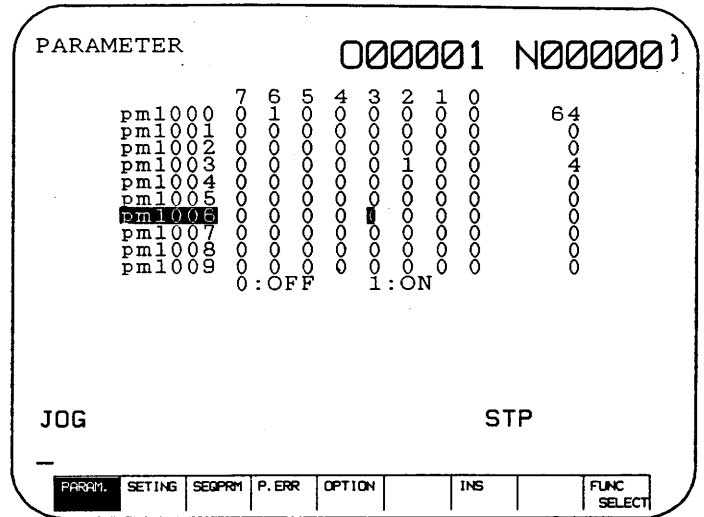 PARAMETER O00001 N00000
7 6 5 4 3 2 1 0
pm1000 0 1 0 0 0 0 0 0 64
pm1001 0 0 0 0 0 0 0 0 0
pm1002 0 0 0 0 0 0 0 0 0
pm1003 0 0 0 0 0 1 0 0 4
pm1004 0 0 0 0 0 0 0 0 0
pm1005 0 0 0 0 0 0 0 0 0
pm1006 0 0 0 0 0 0 0 0 0
pm1007 0 0 0 0 0 0 0 0 0
pm1008 0 0 0 0 0 0 0 0 0
pm1009 0 0 0 0 0 0 0 0 0
0:OFF 1:ON
JOG STP
PARAM. SETING SEQPRM P.ERR OPTION INS FUNC SELECT